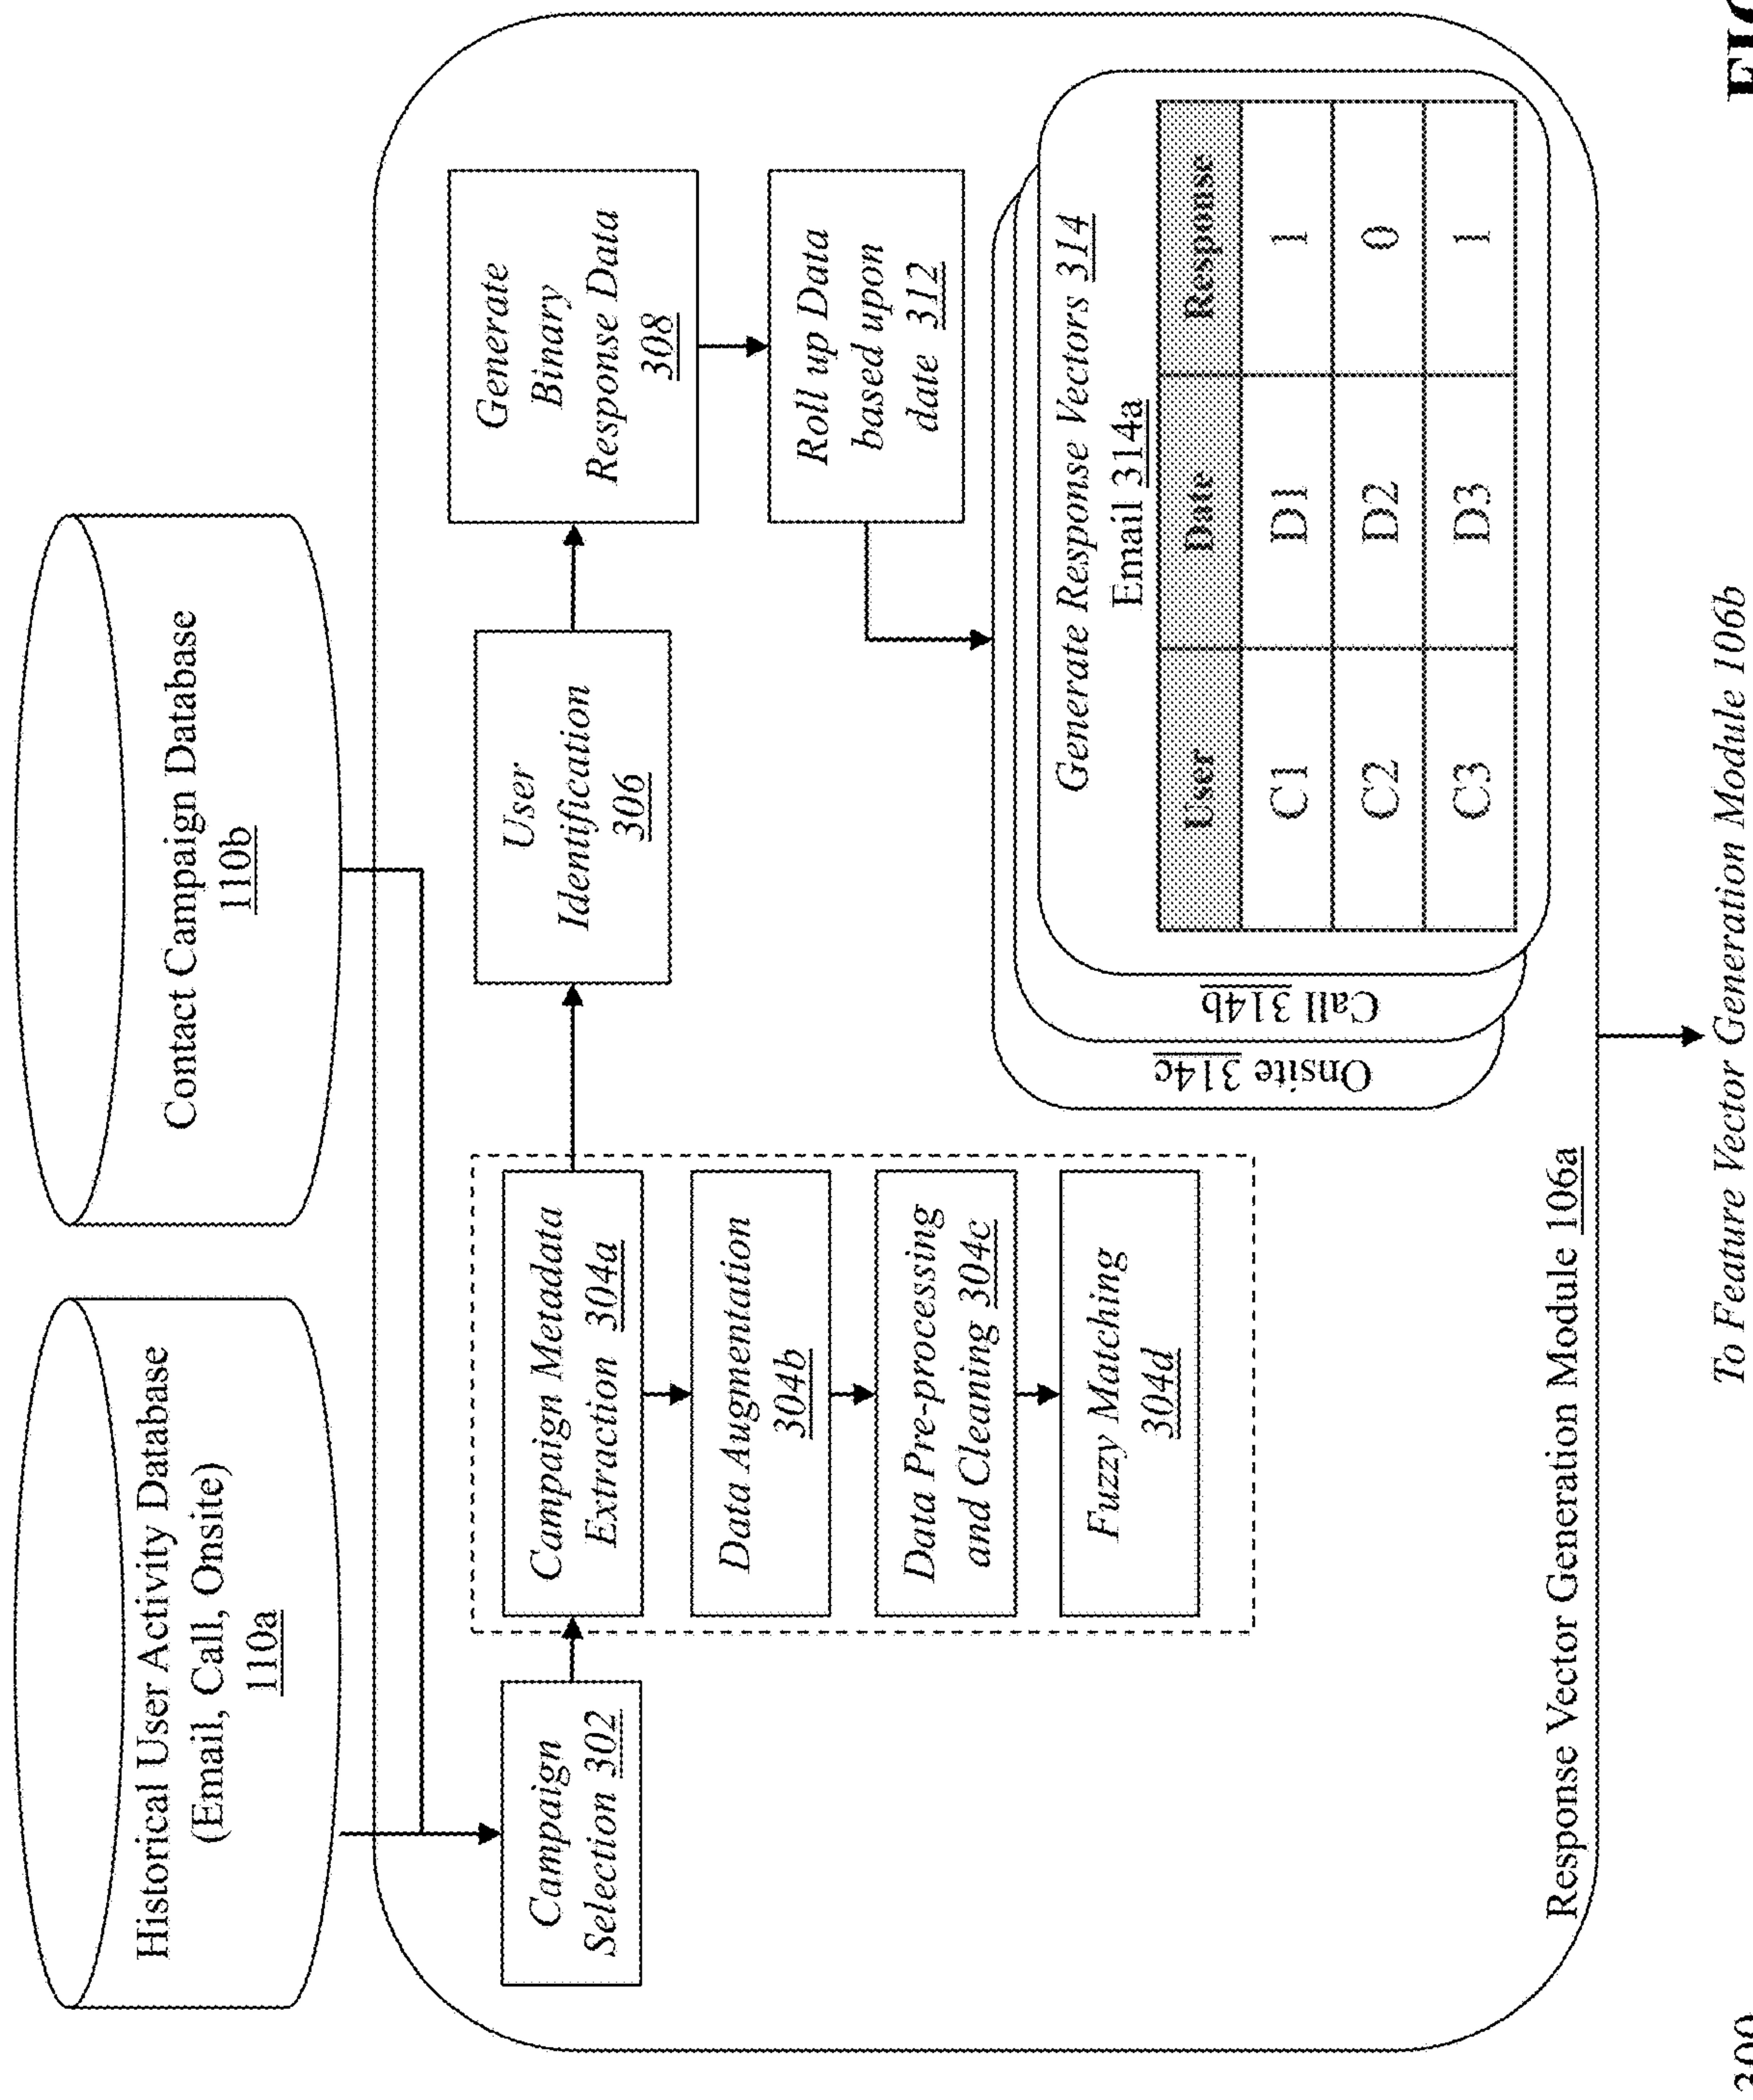 Historical User Activity Database
(Email, Call, Onsite)
110a
Contact Campaign Database
110b
Campaign
Selection 302
Campaign Metadata
Extraction 304a
Data Augmentation
304b
Data Pre-processing
and Cleaning 304c
Fuzzy Matching
304d
User
Identification
306
Generate
Binary
Response Data
308
Roll up Data
based upon
date 312
Generate Response Vectors 314
Email 314a
User Date Response
C1 D1 1
C2 D2 0
C3 D3 1
Call 314b
Onsite 314c
Response Vector Generation Module 106a
To Feature Vector Generation Module 106b